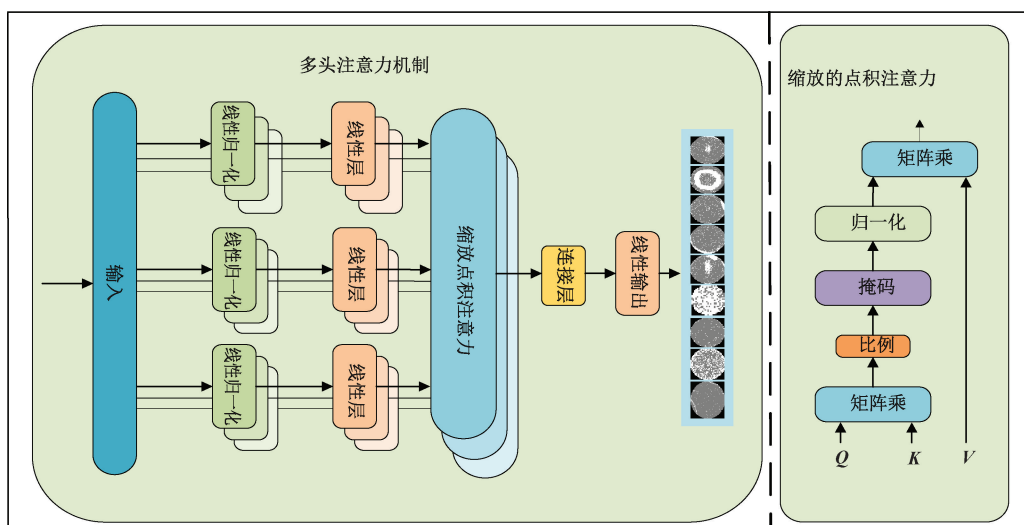 多头注意力机制
输入
线性归一化
线性层
线性归一化
线性层
线性归一化
线性层
缩放点积注意力
连接层
线性输出
缩放的点积注意力
矩阵乘
归一化
掩码
比例
矩阵乘
Q K V